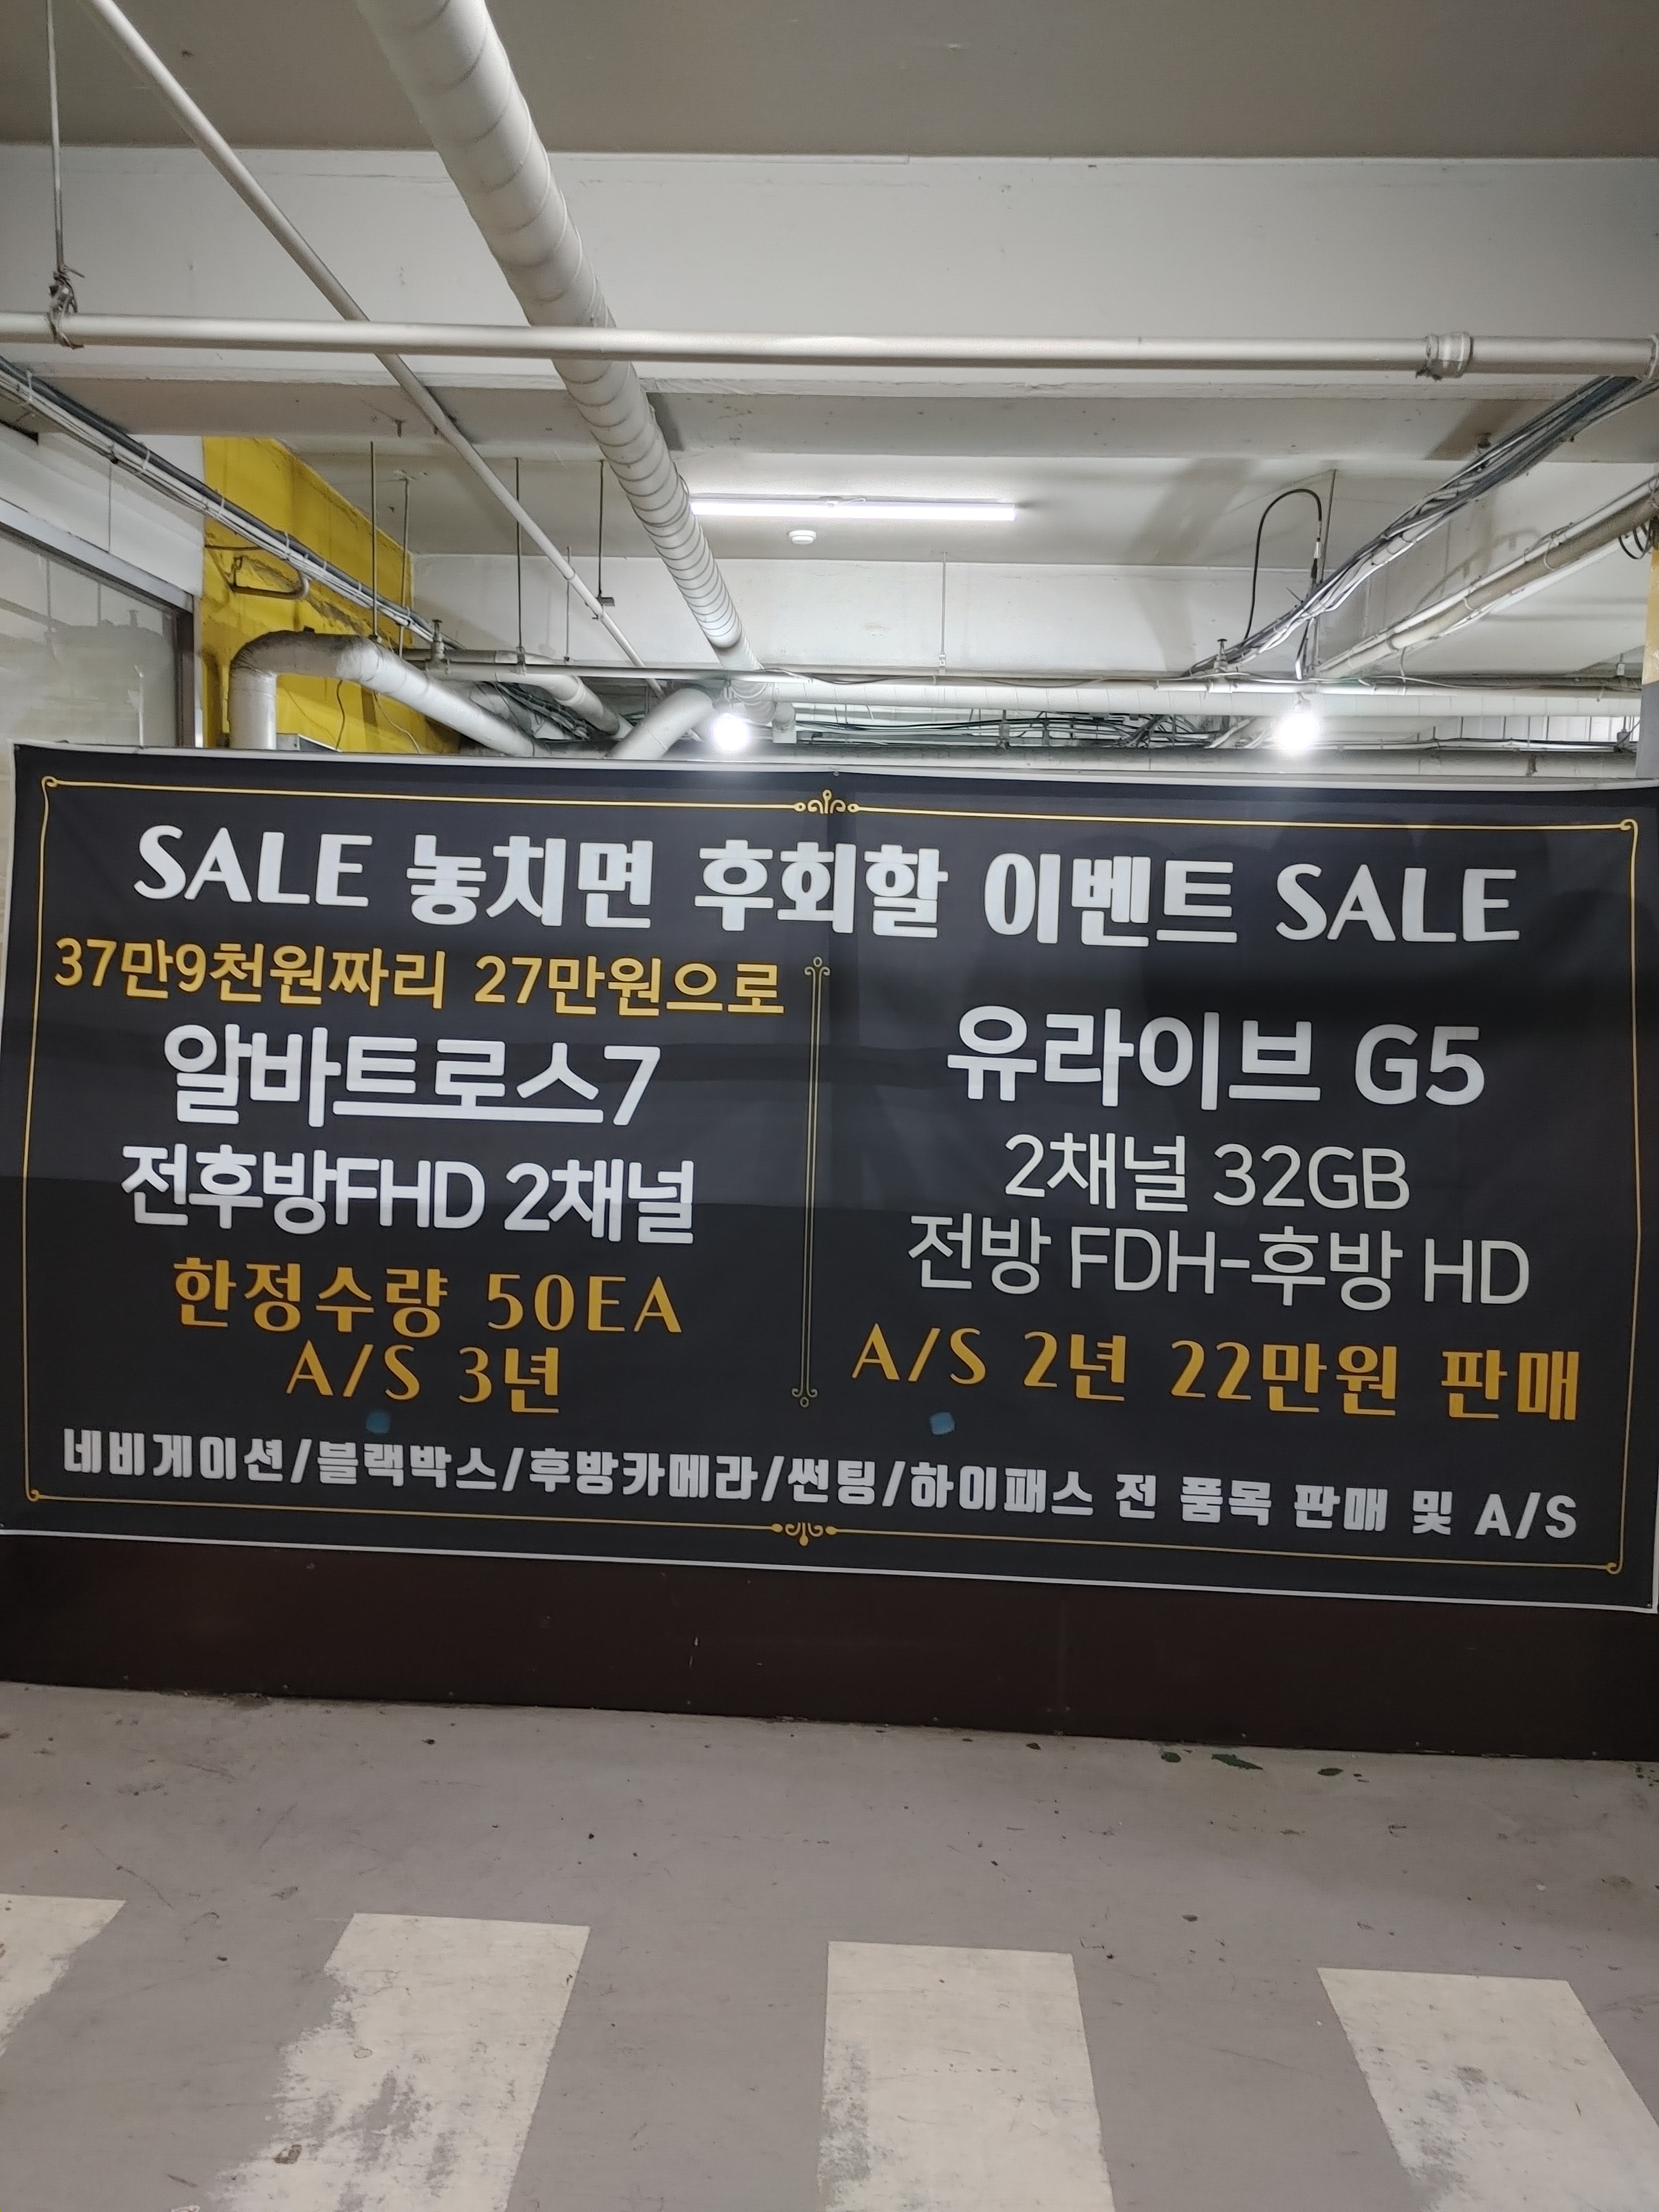 SALE 놓치면 후회할 이벤트 SALE
37만9천원짜리 27만원으로
알바트로스7
전후방FHD 2채널
한정수량 50EA
A/S 3년
유라이브 G5
2채널 32GB
전방 FDH-후방 HD
A/S 2년 22만원 판매
네비게이션/블랙박스/후방카메라/썬팅/하이패스 전 품목 판매 및 A/S